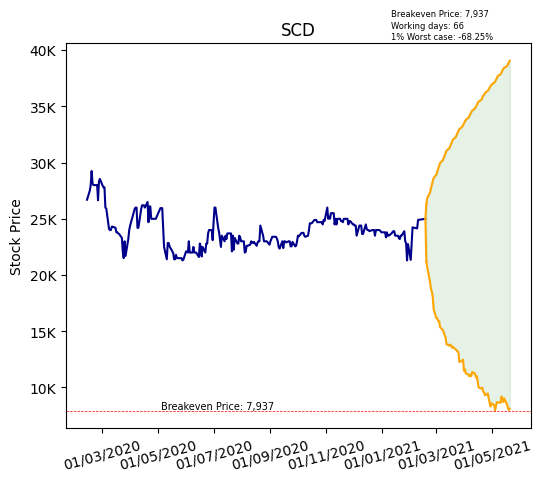 Breakeven Price: 7,937
Working days: 66
1% Worst case: -68.25%
SCD
40K
35K
30K
25K
20K
15K
10K
Stock Price
Breakeven Price: 7,937
01/03/2020
01/05/2020
01/07/2020
01/09/2020
01/11/2020
01/01/2021
01/03/2021
01/05/2021